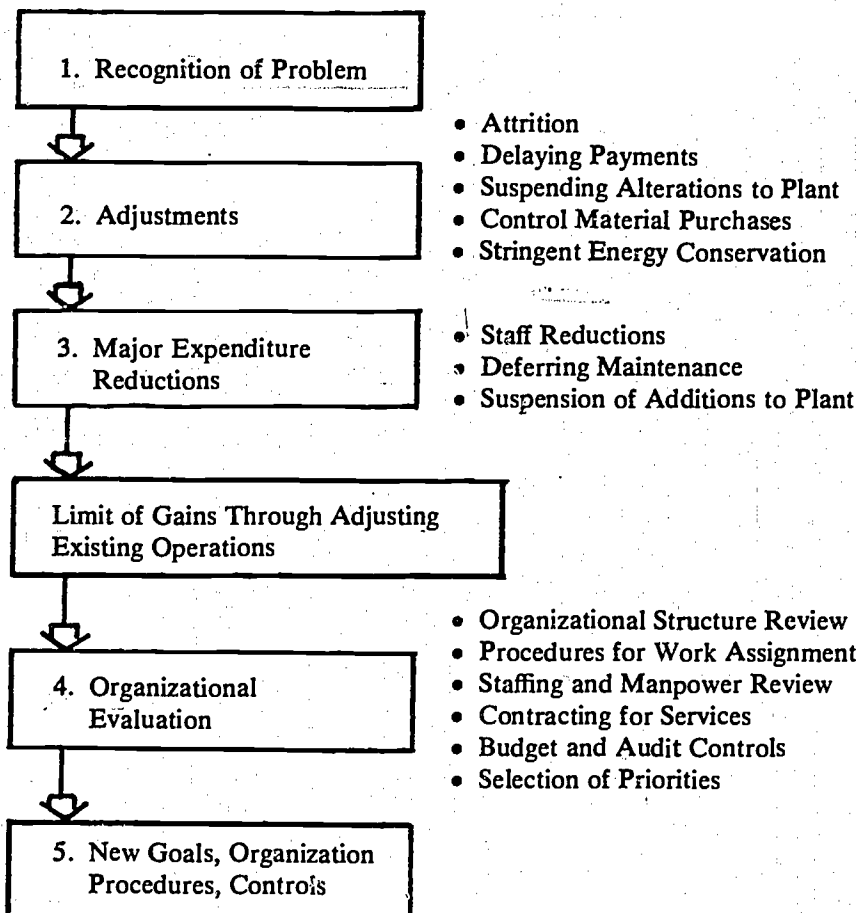 1. Recognition of Problem
• Attrition
• Delaying Payments
• Suspending Alterations to Plant
• Control Material Purchases
• Stringent Energy Conservation
2. Adjustments
• Staff Reductions
• Deferring Maintenance
• Suspension of Additions to Plant
3. Major Expenditure
Reductions
Limit of Gains Through Adjusting
Existing Operations
• Organizational Structure Review
• Procedures for Work Assignment
• Staffing and Manpower Review
• Contracting for Services
• Budget and Audit Controls
• Selection of Priorities
4. Organizational
Evaluation
5. New Goals, Organization
Procedures, Controls